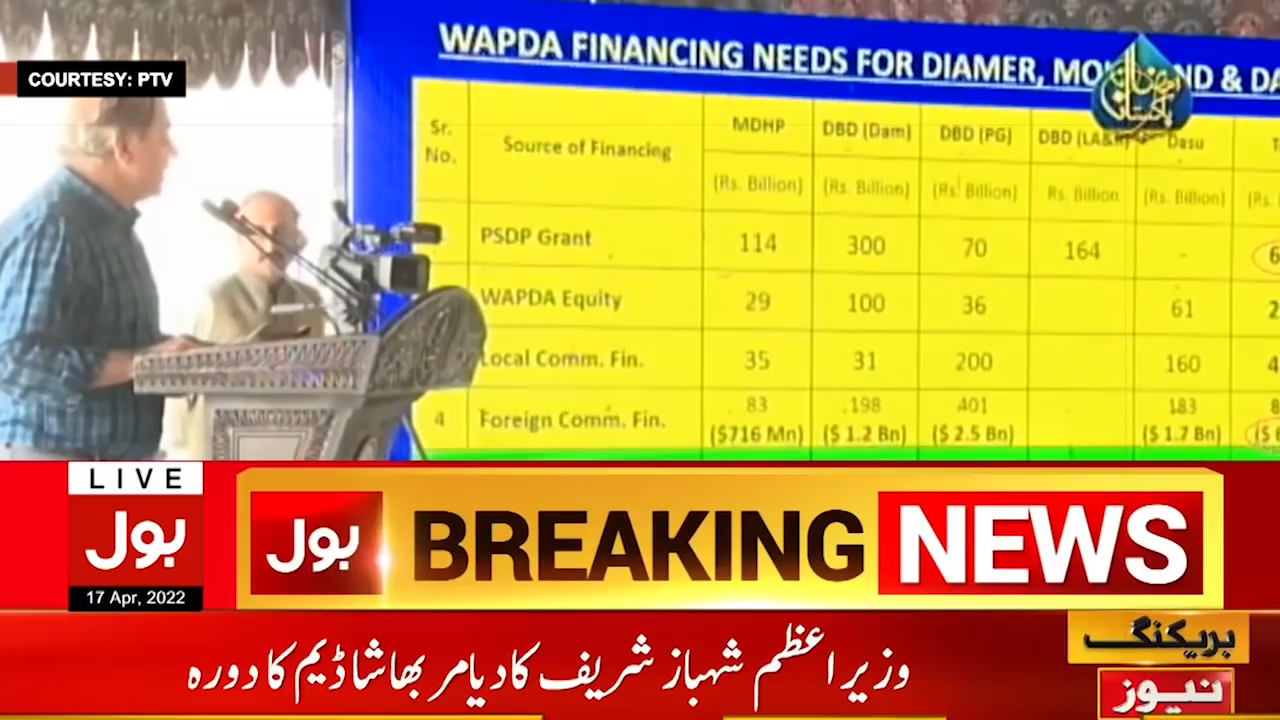 COURTESY: PTV
WAPDA FINANCING NEEDS FOR DIAMER, & DA
Sr. No. Source of Financing MDHP (Rs. Billion) DBD (Dam) (Rs. Billion) DBD (PG) (Rs. Billion) DBD Rs. Billion Dasu (Rs. Billion) (Rs.
PSDP Grant 114 300 70 164 -
WAPDA Equity 29 100 36 61
Local Comm. Fin. 35 31 200 160
4 Foreign Comm. Fin. 83 ($716 Mn) 198 ($ 1.2 Bn) 401 ($ 2.5 Bn) 183 ($ 1.7 Bn)
LIVE
بول
17 Apr, 2022
بول BREAKING NEWS
بریکنگ
نیوز
وزیراعظم شہباز شریف کا دیامر بھاشا ڈیم کا دورہ